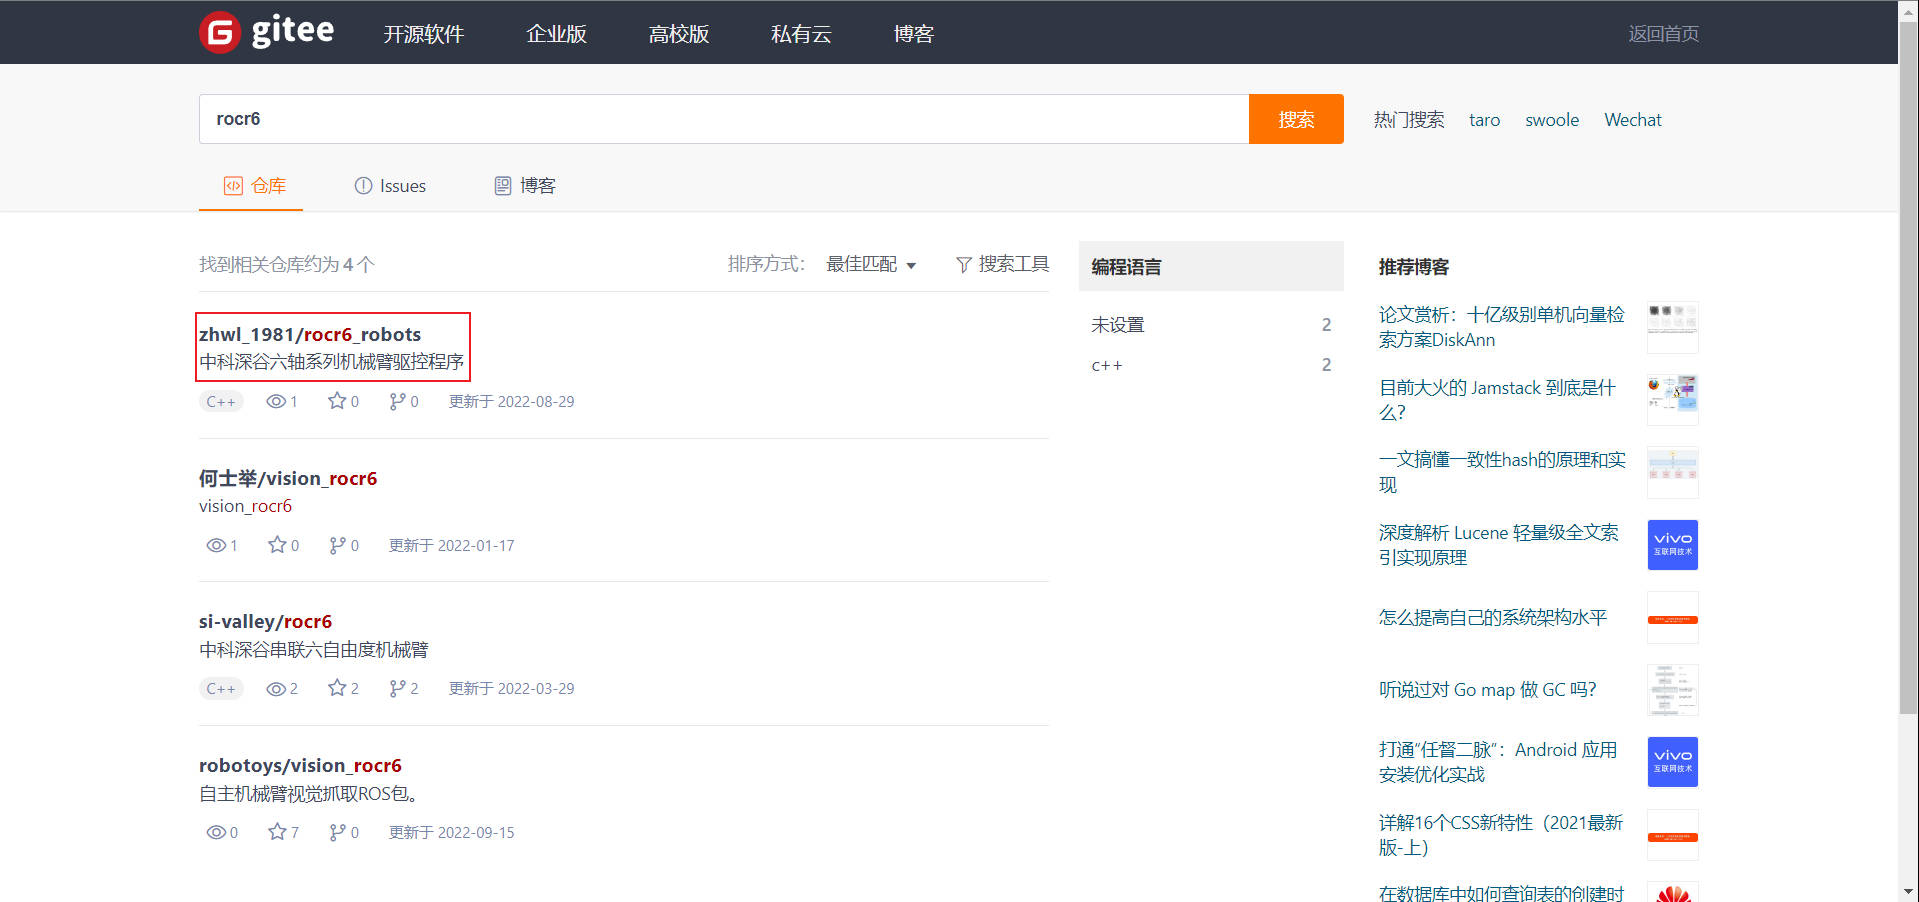 gitee 开源软件 企业版 高校版 私有云 博客 返回首页
rocr6 搜索 热门搜索 taro swoole Wechat
仓库 Issues 博客
找到相关仓库约为 4 个 排序方式: 最佳匹配 搜索工具
zhwl_1981/rocr6_robots
中科深谷六轴系列机械臂驱控程序
C++ 1 0 0 更新于 2022-08-29
何士举/vision_rocr6
vision_rocr6
1 0 0 更新于 2022-01-17
si-valley/rocr6
中科深谷串联六自由度机械臂
C++ 2 2 2 更新于 2022-03-29
robotoys/vision_rocr6
自主机械臂视觉抓取ROS包。
0 7 0 更新于 2022-09-15
编程语言
未设置 2
c++ 2
推荐博客
论文赏析：十亿级别单机向量检
索方案DiskAnn
目前大火的 Jamstack 到底是什
么？
一文搞懂一致性hash的原理和实
现
深度解析 Lucene 轻量级全文索
引实现原理
vivo
互联网技术
怎么提高自己的系统架构水平
听说过对 Go map 做 GC 吗？
打通“任督二脉”：Android 应用
安装优化实战
vivo
互联网技术
详解16个CSS新特性（2021最新
版-上）
在数据库中如何查询表的创建时